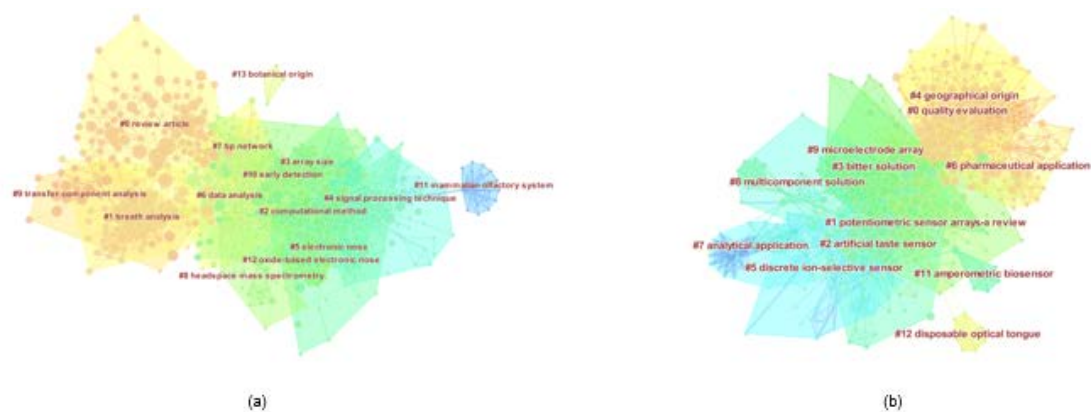 #13 botanical origin
#0 review article
#7 bp network
#3 array size
#10 early detection
#11 mammalian olfactory system
#9 transfer component analysis
#6 data analysis
#4 signal processing technique
#1 breath analysis
#2 computational method
#5 electronic nose
#12 oxide-based electronic nose
#8 headspace mass spectrometry
(a)
#4 geographical origin
#0 quality evaluation
#9 microelectrode array
#3 bitter solution
#6 pharmaceutical application
#8 multicomponent solution
#1 potentiometric sensor arrays-a review
#7 analytical application
#2 artificial taste sensor
#5 discrete ion-selective sensor
#11 amperometric biosensor
#12 disposable optical tongue
(b)